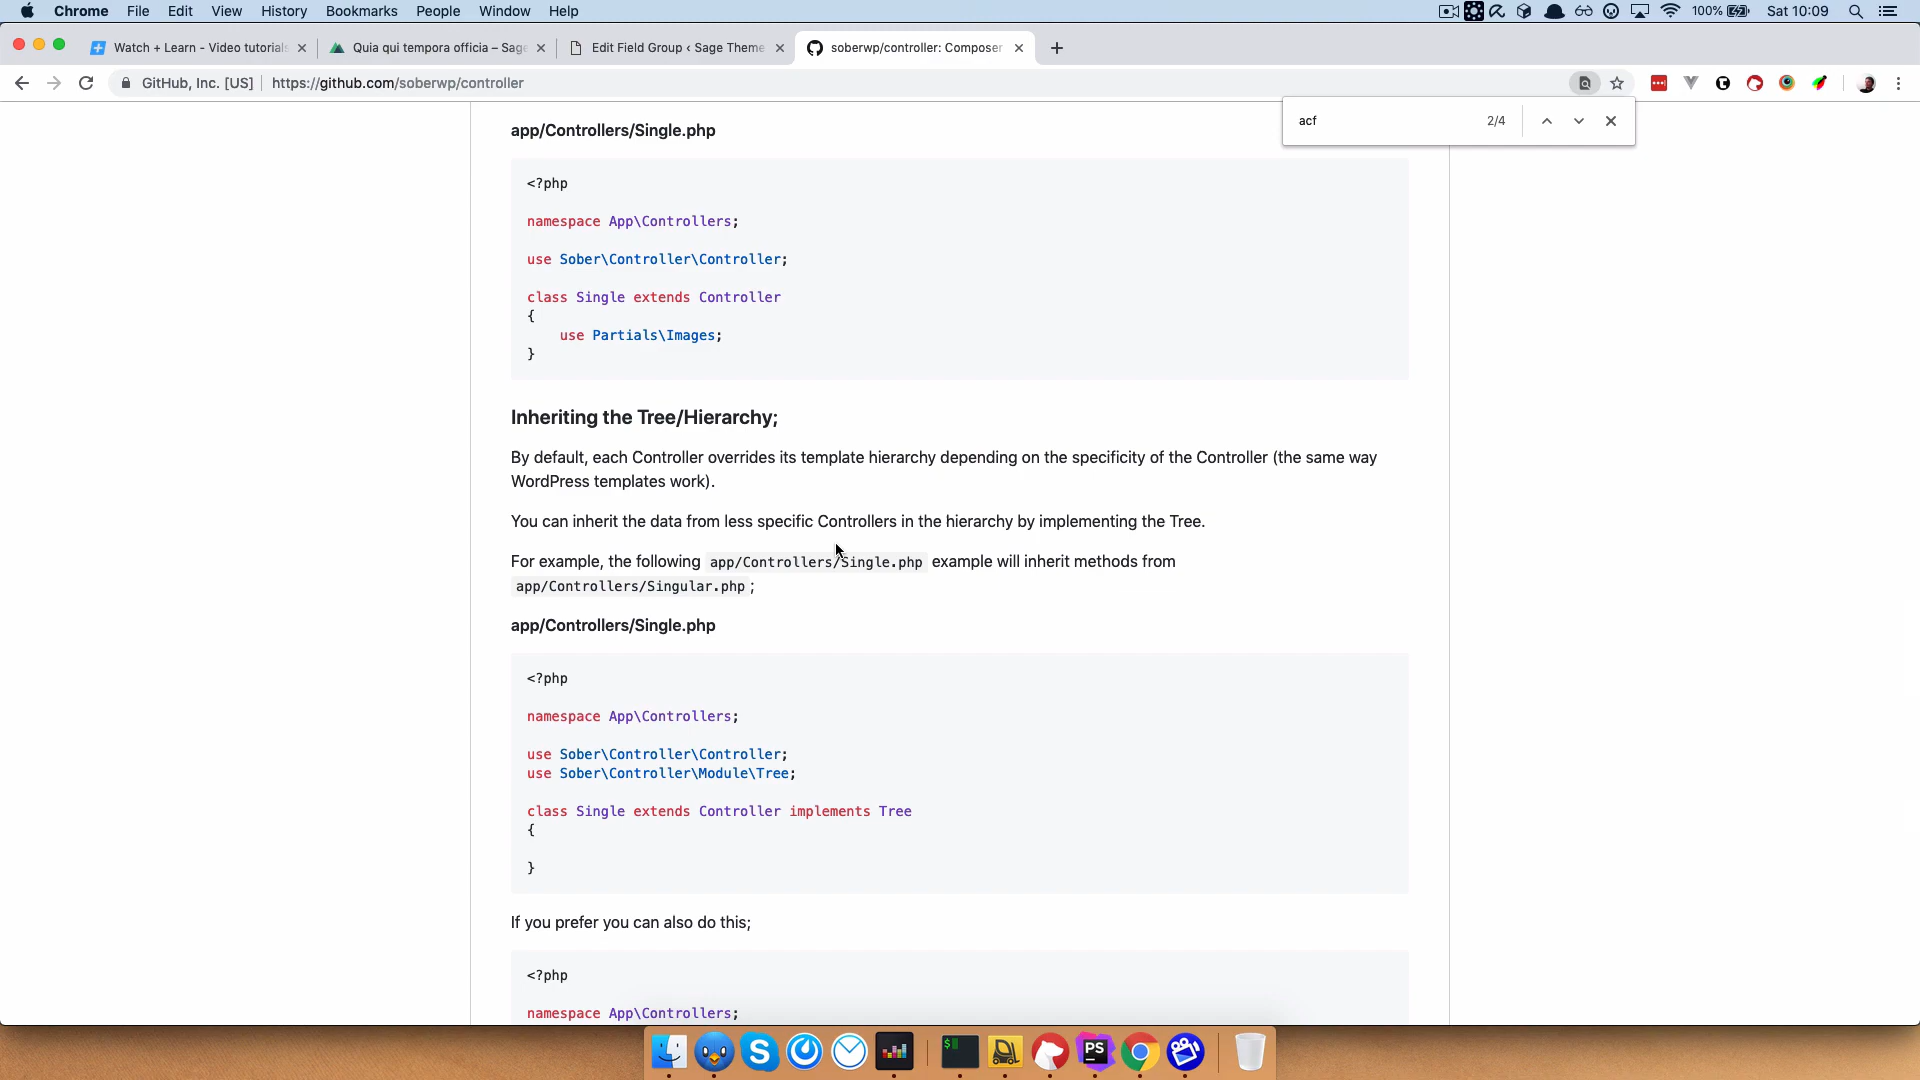 Chrome File Edit View History Bookmarks People Window Help 100% Sat 10:09
Watch + Learn - Video tutorials
Quia qui tempora officia – Sage
Edit Field Group ‹ Sage Theme
soberwp/controller: Composer
GitHub, Inc. [US] https://github.com/soberwp/controller
acf 2/4
app/Controllers/Single.php
<?php
namespace App\Controllers;
use Sober\Controller\Controller;
class Single extends Controller
{
use Partials\Images;
}
Inheriting the Tree/Hierarchy;
By default, each Controller overrides its template hierarchy depending on the specificity of the Controller (the same way
WordPress templates work).
You can inherit the data from less specific Controllers in the hierarchy by implementing the Tree.
For example, the following app/Controllers/Single.php example will inherit methods from
app/Controllers/Singular.php ;
app/Controllers/Single.php
<?php
namespace App\Controllers;
use Sober\Controller\Controller;
use Sober\Controller\Module\Tree;
class Single extends Controller implements Tree
{
}
If you prefer you can also do this;
<?php
namespace App\Controllers;
$
PS